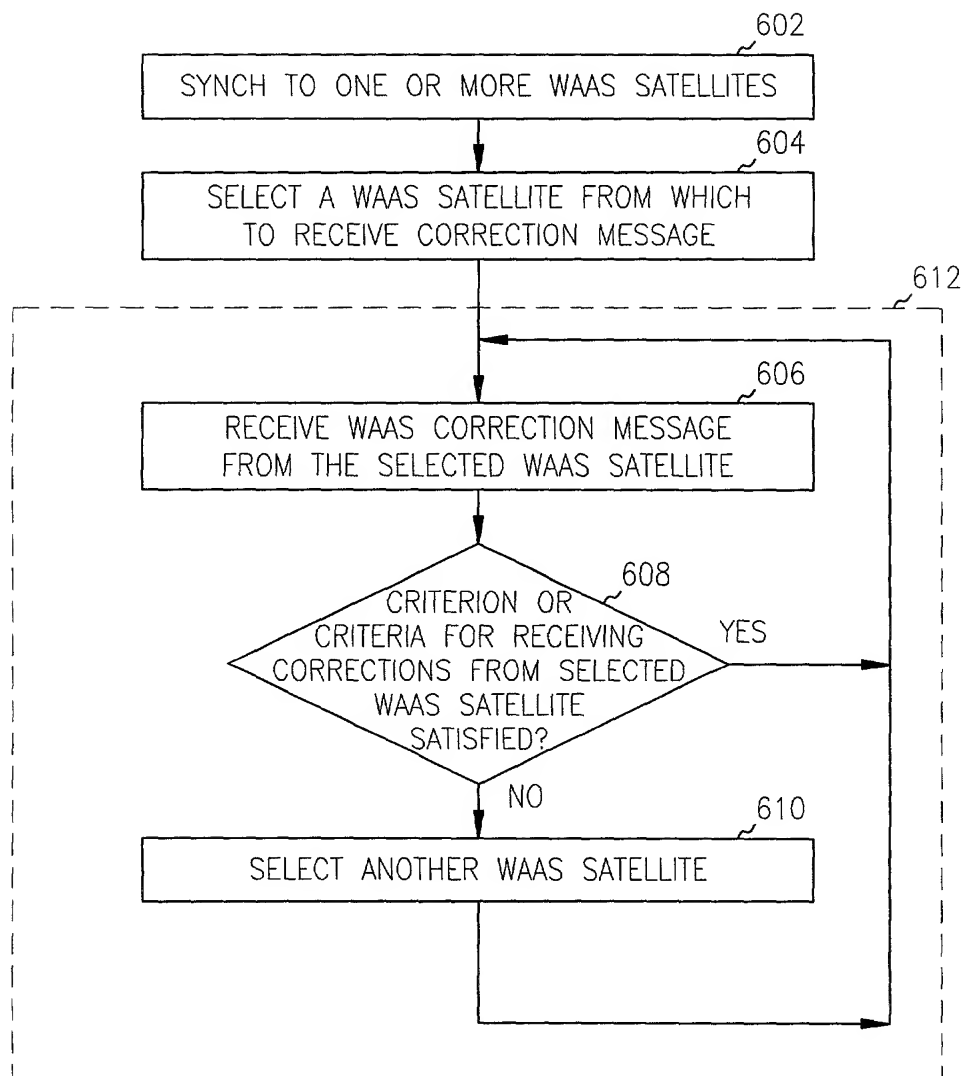 602
SYNCH TO ONE OR MORE WAAS SATELLITES
604
SELECT A WAAS SATELLITE FROM WHICH
TO RECEIVE CORRECTION MESSAGE
612
606
RECEIVE WAAS CORRECTION MESSAGE
FROM THE SELECTED WAAS SATELLITE
608
CRITERION OR
CRITERIA FOR RECEIVING
CORRECTIONS FROM SELECTED
WAAS SATELLITE
SATISFIED?
YES
NO
610
SELECT ANOTHER WAAS SATELLITE